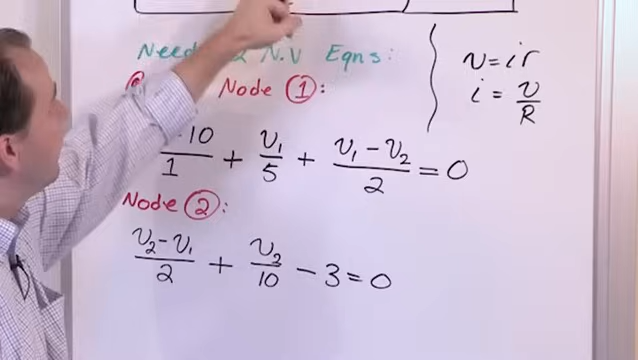 Need 2 N.V Eqns:
Node 1:
-10/1 + v₁/5 + (v₁-v₂)/2 = 0
Node 2:
(v₂-v₁)/2 + v₂/10 - 3 = 0
v = ir
i = v/R